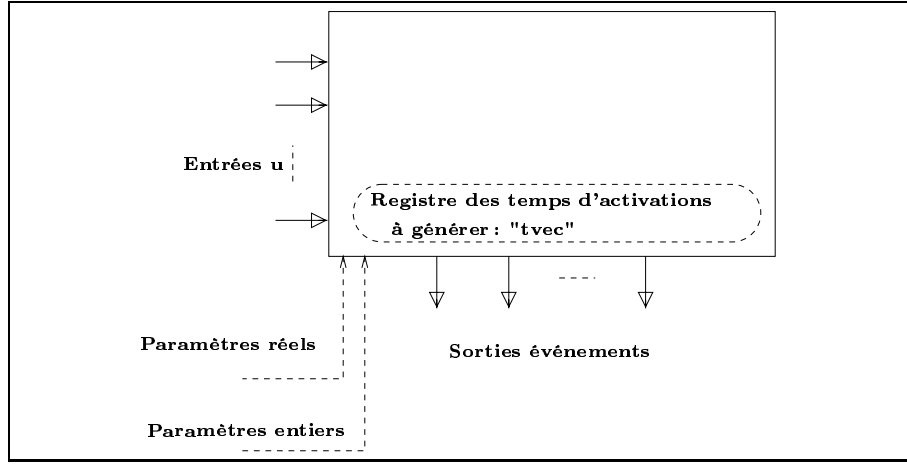 Entrées u
Registre des temps d'activations
à générer : "tvec"
Paramètres réels
Sorties événements
Paramètres entiers